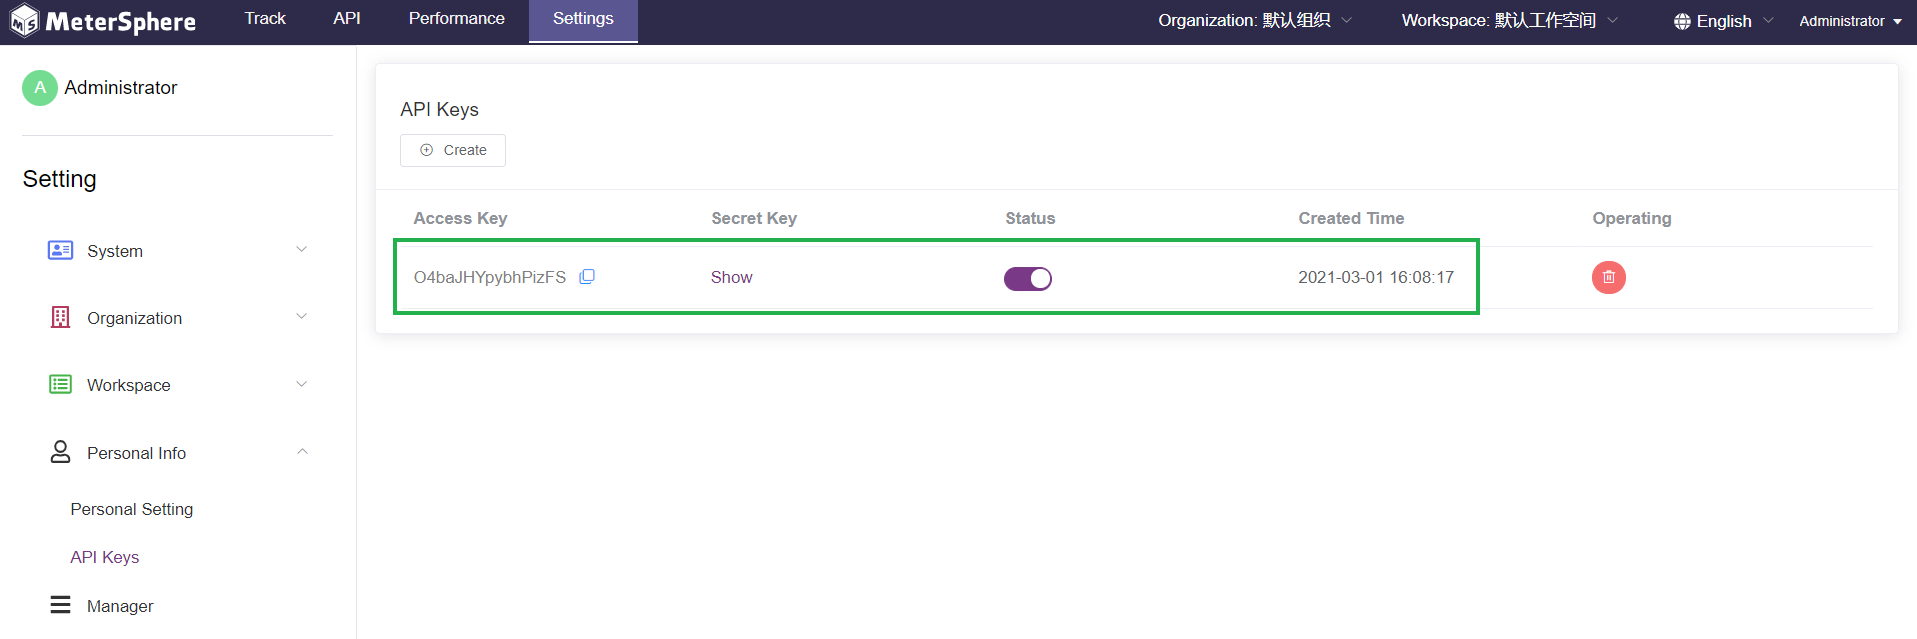 MeterSphere Track API Performance Settings Organization: 默认组织 Workspace: 默认工作空间 English Administrator
A Administrator
Setting
System
Organization
Workspace
Personal Info
Personal Setting
API Keys
Manager
API Keys
Create
Access Key Secret Key Status Created Time Operating
O4baJHYpybhPizFS Show 2021-03-01 16:08:17